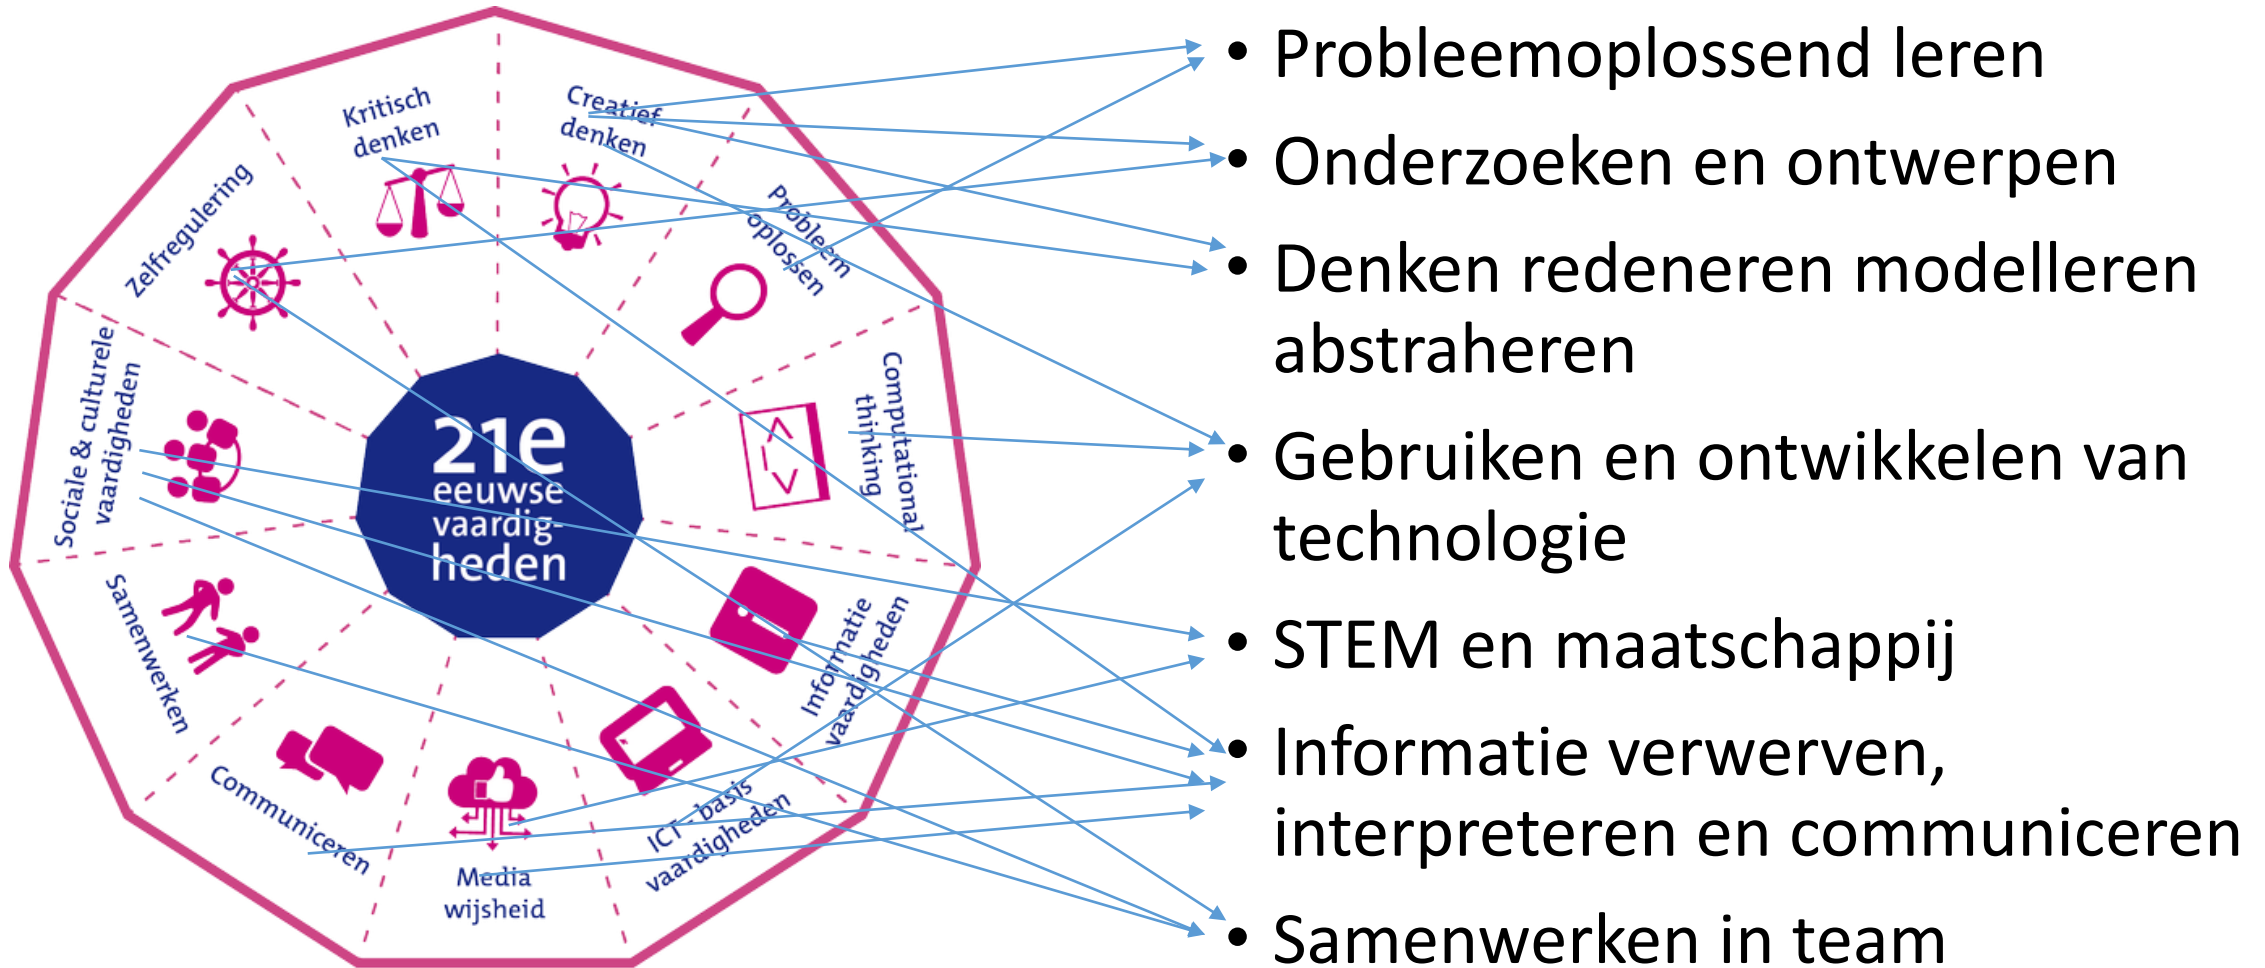 Kritisch
denken
Creatief
denken
Probleem
oplossen
Computational
thinking
Informatie
vaardigheden
ICT - basis
vaardigheden
Media
wijsheid
Communiceren
Samenwerken
Sociale & culturele
vaardigheden
Zelfregulering
21e
eeuwse
vaardig-
heden
• Probleemoplossend leren
• Onderzoeken en ontwerpen
• Denken redeneren modelleren
abstraheren
• Gebruiken en ontwikkelen van
technologie
• STEM en maatschappij
• Informatie verwerven,
interpreteren en communiceren
• Samenwerken in team